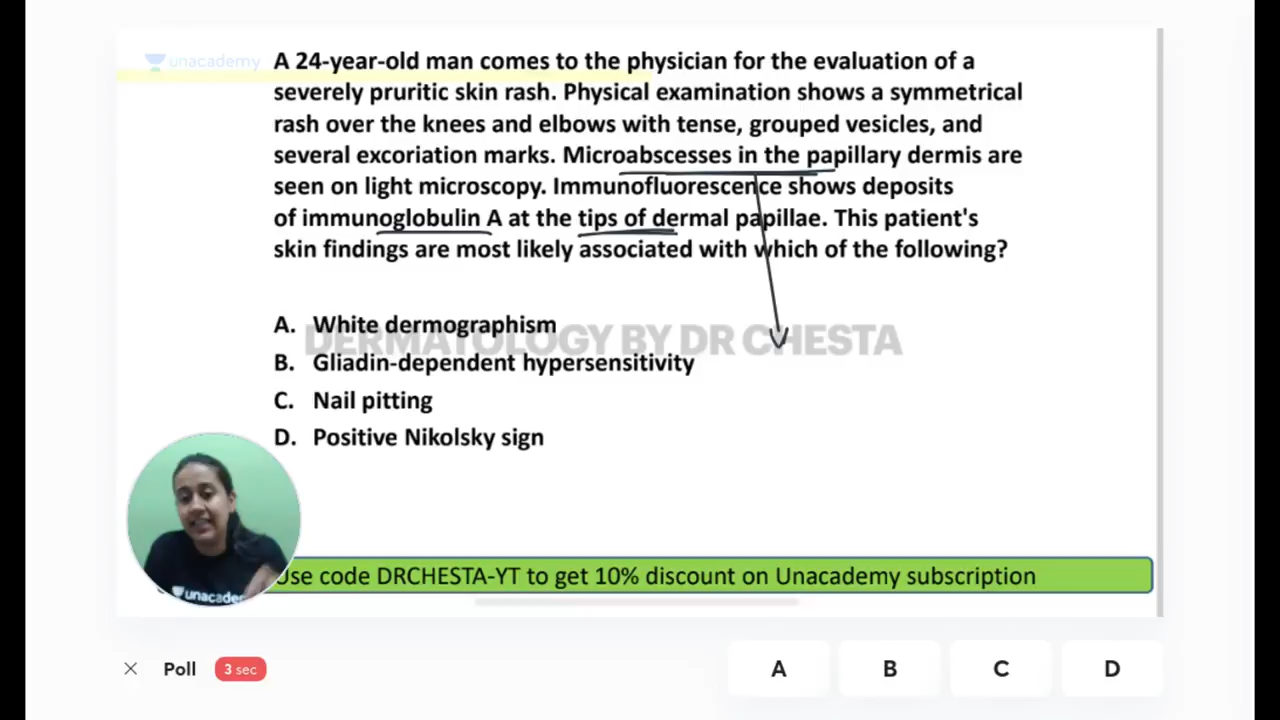 unacademy
A 24-year-old man comes to the physician for the evaluation of a
severely pruritic skin rash. Physical examination shows a symmetrical
rash over the knees and elbows with tense, grouped vesicles, and
several excoriation marks. Microabscesses in the papillary dermis are
seen on light microscopy. Immunofluorescence shows deposits
of immunoglobulin A at the tips of dermal papillae. This patient's
skin findings are most likely associated with which of the following?
A. White dermographism
DERMATOLOGY BY DR CHESTA
B. Gliadin-dependent hypersensitivity
C. Nail pitting
D. Positive Nikolsky sign
Use code DRCHESTA-YT to get 10% discount on Unacademy subscription
unacade
Poll 3 sec A B C D